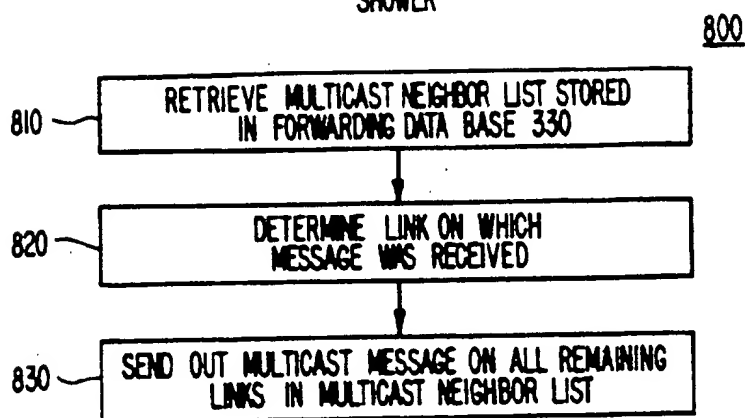 SHOWER
800
810
RETRIEVE MULTICAST NEIGHBOR LIST STORED
IN FORWARDING DATA BASE 330
820
DETERMINE LINK ON WHICH
MESSAGE WAS RECEIVED
830
SEND OUT MULTICAST MESSAGE ON ALL REMAINING
LINKS IN MULTICAST NEIGHBOR LIST